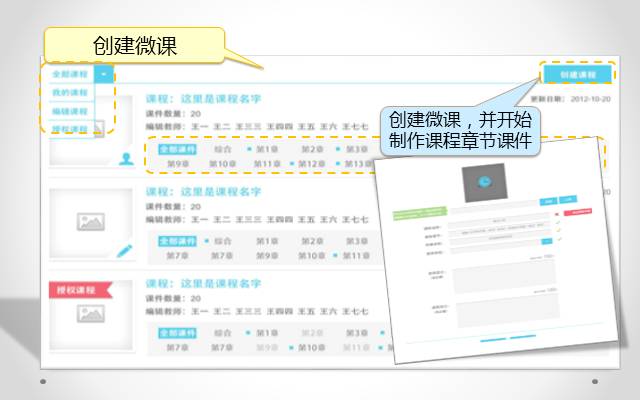 创建微课
全部课程
我的课程
编辑课程
授权课程
创建课程
更新日期： 2012-10-20
课程：这里是课程名字
课件数量：20
编辑教师：王一 王二 王三三 王四四 王五 王六 王七七
全部课件 综合 第1章 第2章 第3章
第9章 第10章 第11章 第12章 第13章
创建微课，并开始
制作课程章节课件
课程：这里是课程名字
课件数量：20
编辑教师：王一 王二 王三三 王四四 王五 王六 王七七
全部课件 综合 第1章 第2章 第3章
第7章 第8章 第9章 第10章 第11章
授权课程
课程：这里是课程名字
课件数量：20
编辑教师：王一 王二 王三三 王四四 王五 王六 王七七
全部课件 综合 第1章 第2章 第3章
第7章 第8章 第9章 第10章 第11章